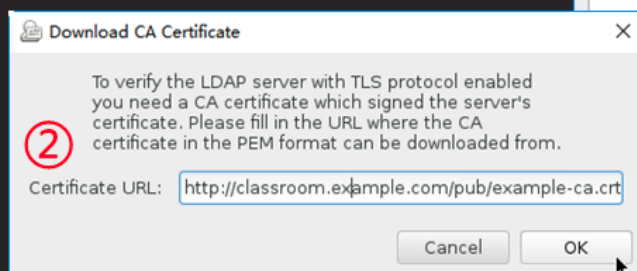 Download CA Certificate
To verify the LDAP server with TLS protocol enabled
you need a CA certificate which signed the server's
certificate. Please fill in the URL where the CA
certificate in the PEM format can be downloaded from.
②
Certificate URL: http://classroom.example.com/pub/example-ca.crt
Cancel OK